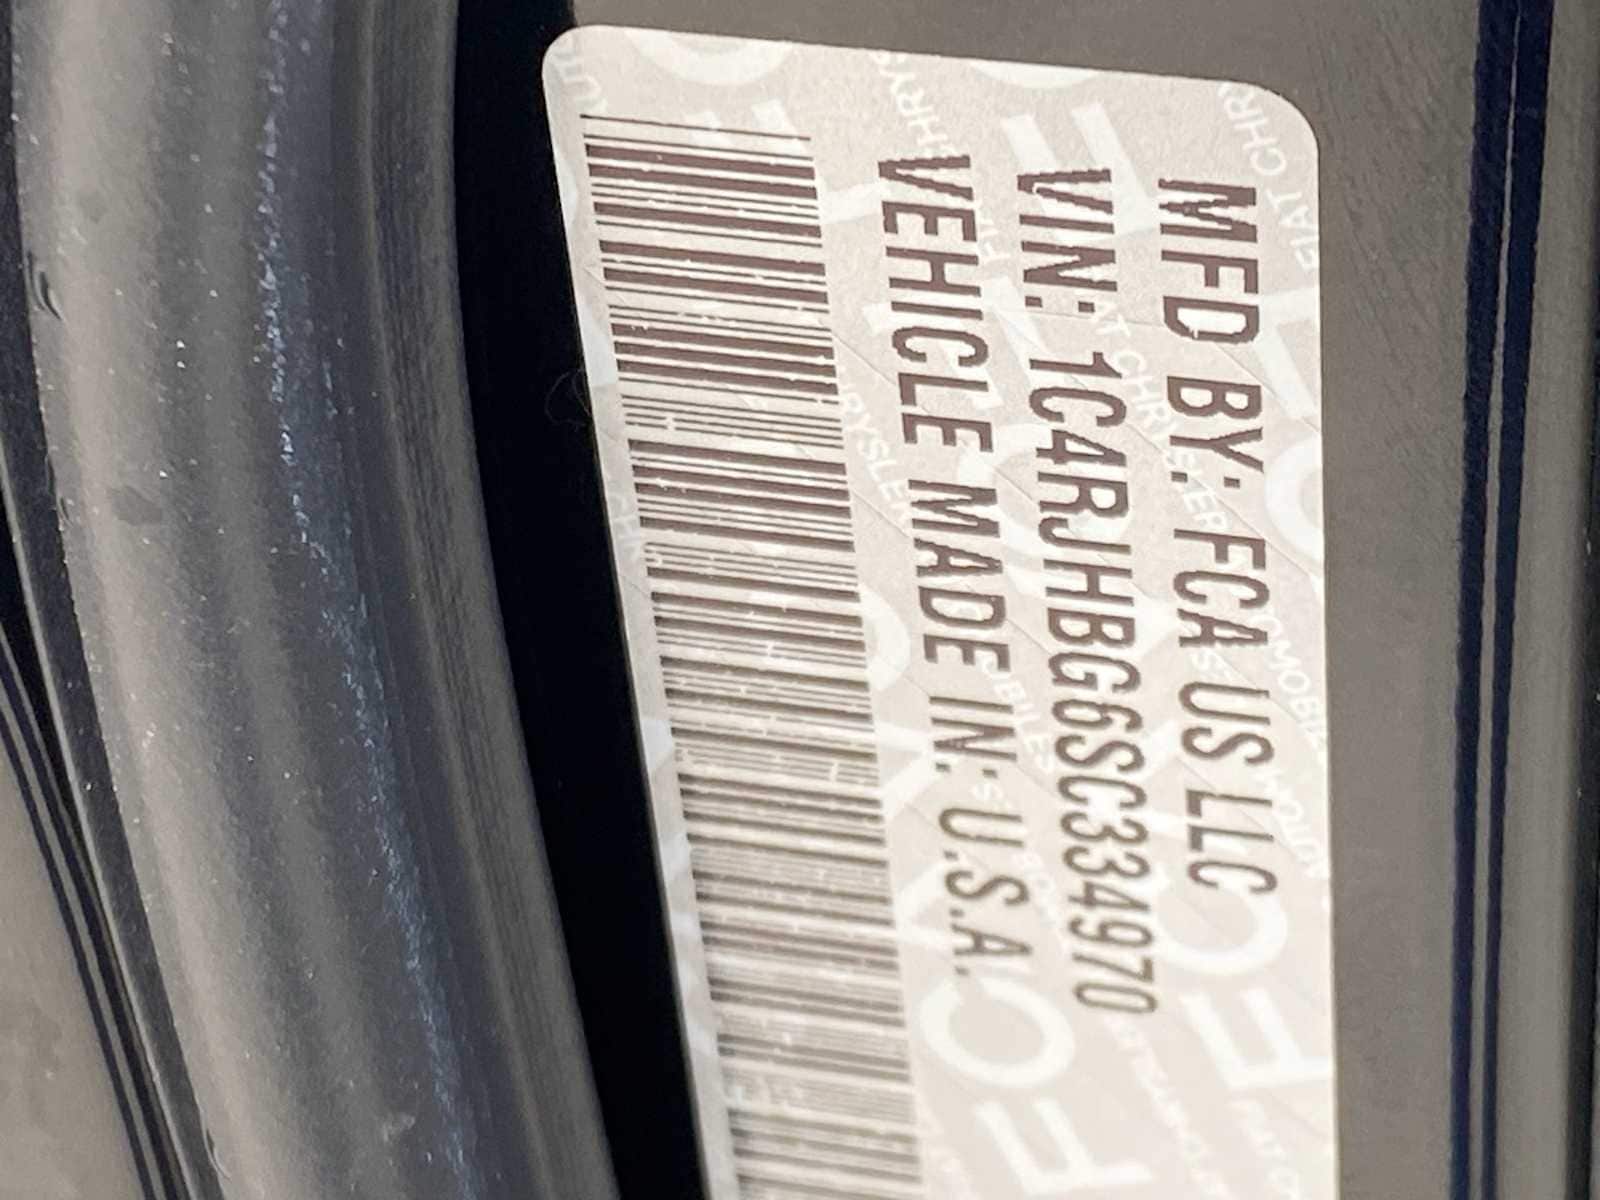 MFD BY: FCA US LLC
VIN: 1C4RJHBG6SC334970
VEHICLE MADE IN: U.S.A.